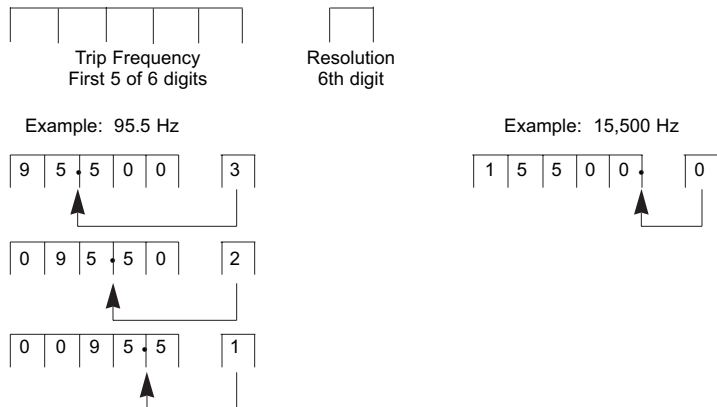 Trip Frequency
First 5 of 6 digits
Resolution
6th digit
Example: 95.5 Hz
9 5.5 0 0 3
0 9 5.5 0 2
0 0 9 5.5 1
Example: 15,500 Hz
1 5 5 0 0. 0